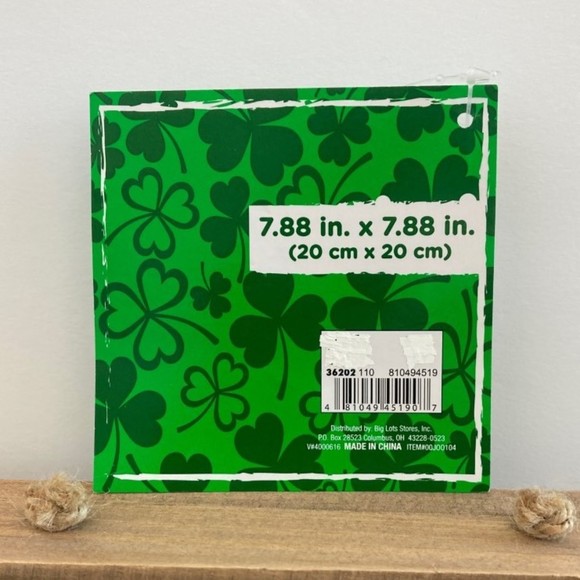 7.88 in. x 7.88 in.
(20 cm x 20 cm)
36202 110 810494519
4 81049 45190 7
Distributed by: Big Lots Stores, Inc.
P.O. Box 28523 Columbus, OH 43228-0523
V#4000616 MADE IN CHINA ITEM#00J00104